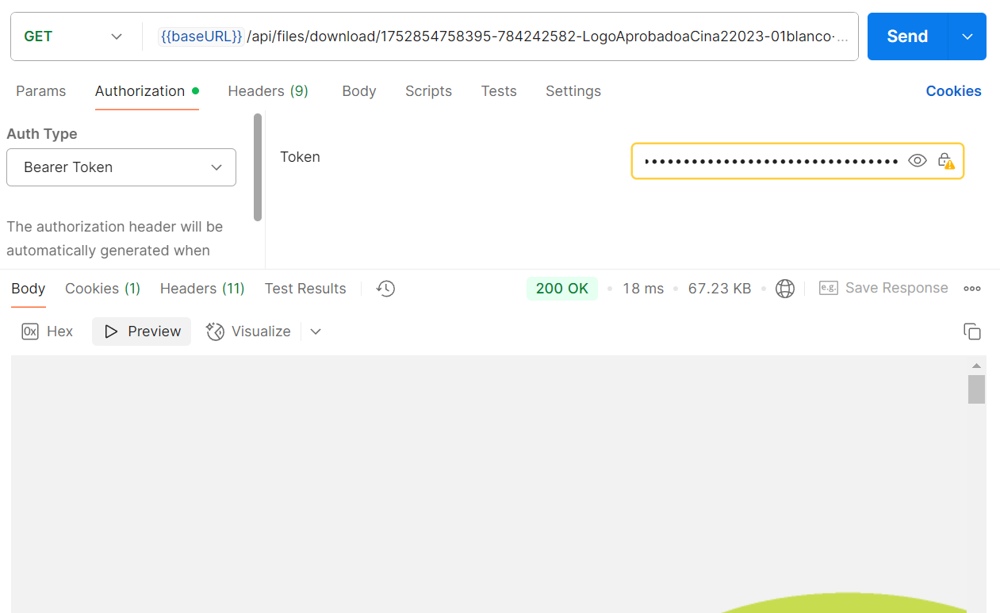 GET {{baseURL}} /api/files/download/1752854758395-784242582-LogoAprobadoaCina22023-01blanco-... Send
Params Authorization Headers (9) Body Scripts Tests Settings Cookies
Auth Type
Bearer Token
Token
The authorization header will be
automatically generated when
Body Cookies (1) Headers (11) Test Results 200 OK • 18 ms • 67.23 KB • e.g. Save Response
0x Hex Preview Visualize